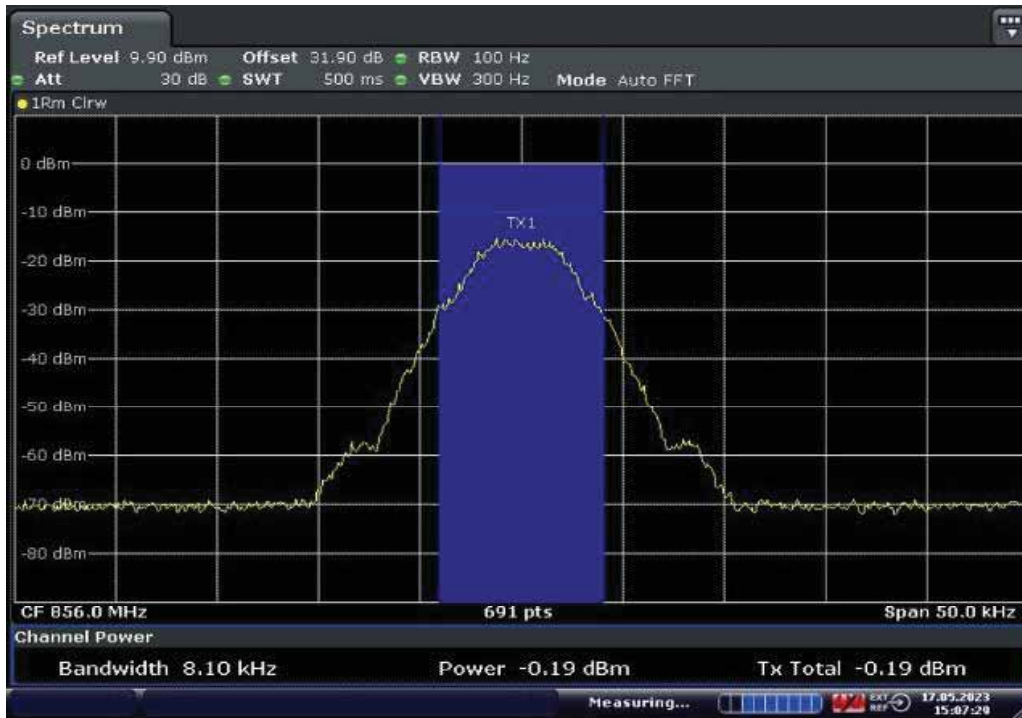 Spectrum
Ref Level 9.90 dBm Offset 31.90 dB RBW 100 Hz
Att 30 dB SWT 500 ms VBW 300 Hz Mode Auto FFT
1Rm Clrw
0 dBm
-10 dBm
TX1
-20 dBm
-30 dBm
-40 dBm
-50 dBm
-60 dBm
-70 dBm
-80 dBm
CF 856.0 MHz 691 pts Span 50.0 kHz
Channel Power
Bandwidth 8.10 kHz Power -0.19 dBm Tx Total -0.19 dBm
Measuring... EXT REF 17.05.2023
15:07:29